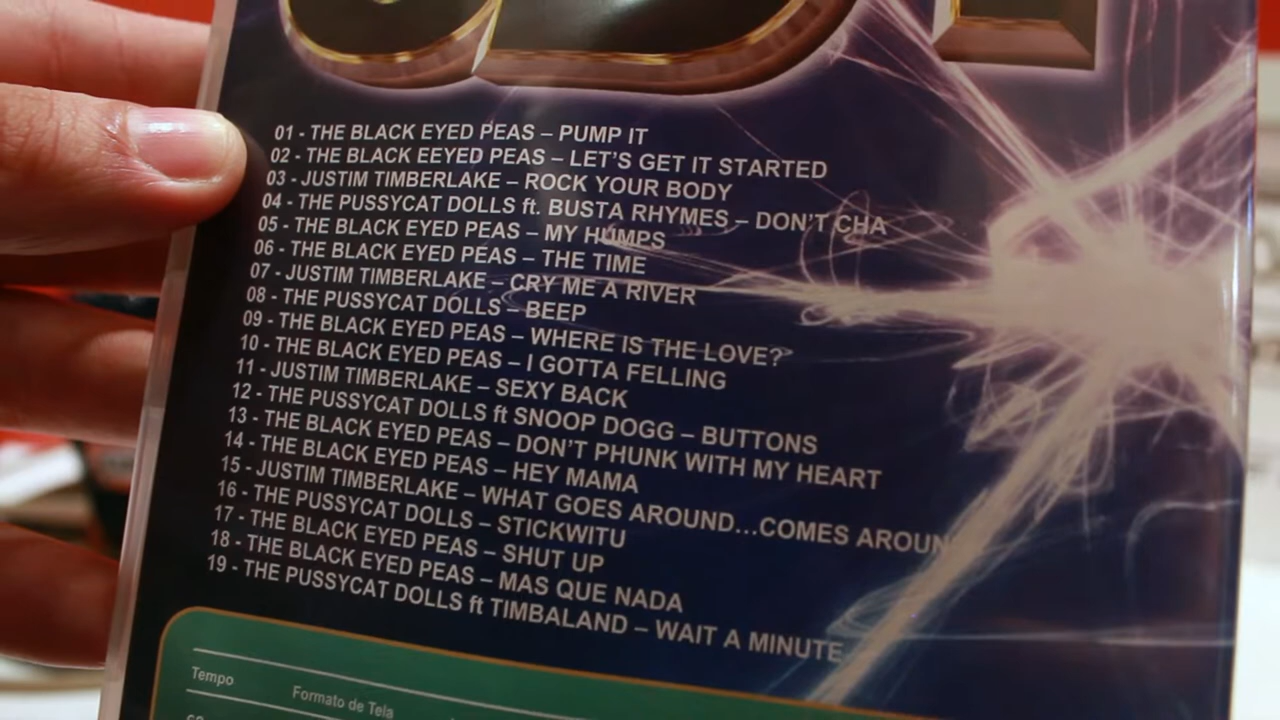 01 - THE BLACK EYED PEAS – PUMP IT
02 - THE BLACK EEYED PEAS – LET'S GET IT STARTED
03 - JUSTIM TIMBERLAKE – ROCK YOUR BODY
04 - THE PUSSYCAT DOLLS ft. BUSTA RHYMES – DON'T CHA
05 - THE BLACK EYED PEAS – MY HUMPS
06 - THE BLACK EYED PEAS – THE TIME
07 - JUSTIM TIMBERLAKE – CRY ME A RIVER
08 - THE PUSSYCAT DOLLS – BEEP
09 - THE BLACK EYED PEAS – WHERE IS THE LOVE?
10 - THE BLACK EYED PEAS – I GOTTA FELLING
11 - JUSTIM TIMBERLAKE – SEXY BACK
12 - THE PUSSYCAT DOLLS ft SNOOP DOGG – BUTTONS
13 - THE BLACK EYED PEAS – DON'T PHUNK WITH MY HEART
14 - THE BLACK EYED PEAS – HEY MAMA
15 - JUSTIM TIMBERLAKE – WHAT GOES AROUND...COMES AROUN
16 - THE PUSSYCAT DOLLS – STICKWITU
17 - THE BLACK EYED PEAS – SHUT UP
18 - THE BLACK EYED PEAS – MAS QUE NADA
19 - THE PUSSYCAT DOLLS ft TIMBALAND – WAIT A MINUTE
Tempo Formato de Tela